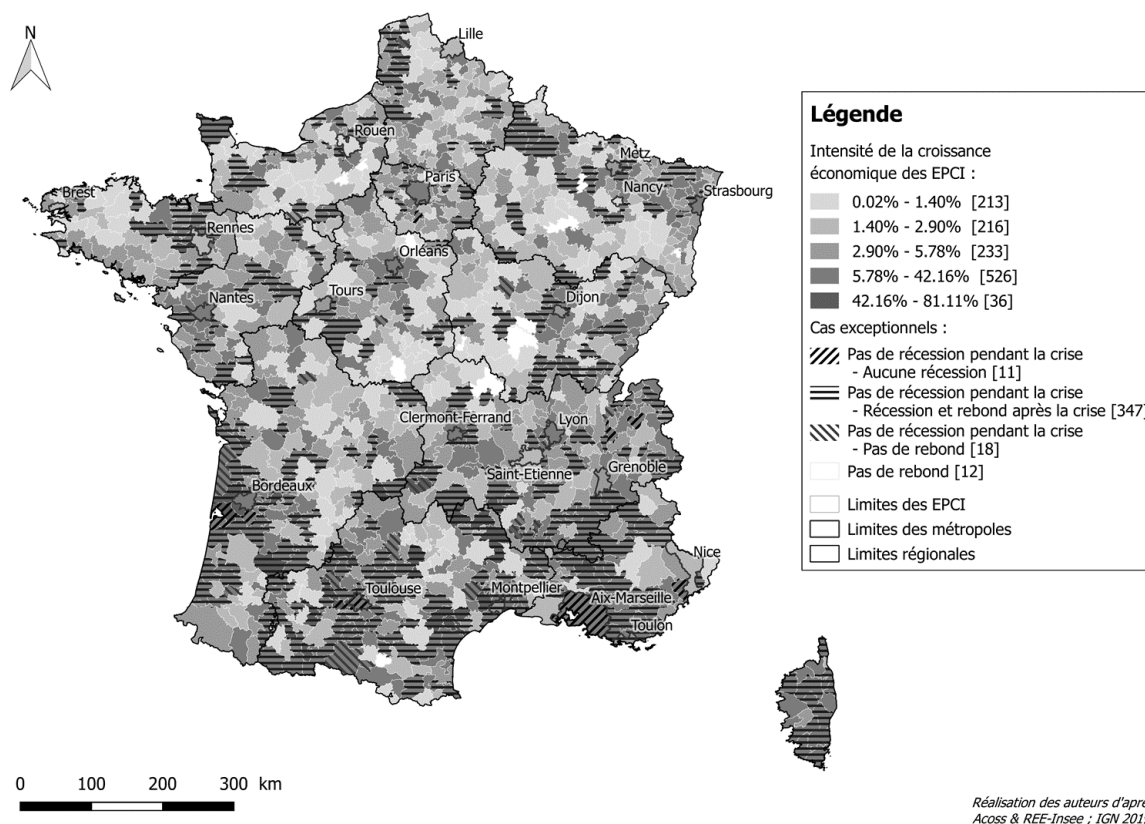 N
Lille
Rouen
Metz
Paris
Nancy
Strasbourg
Brest
Rennes
Orléans
Nantes
Tours
Dijon
Clermont-Ferrand
Lyon
Saint-Etienne
Grenoble
Bordeaux
Nice
Toulouse
Montpellier
Aix-Marseille
Toulon
Légende
Intensité de la croissance
économique des EPCI :
0.02% - 1.40% [213]
1.40% - 2.90% [216]
2.90% - 5.78% [233]
5.78% - 42.16% [526]
42.16% - 81.11% [36]
Cas exceptionnels :
Pas de récession pendant la crise
- Aucune récession [11]
Pas de récession pendant la crise
- Récession et rebond après la crise [347]
Pas de récession pendant la crise
- Pas de rebond [18]
Pas de rebond [12]
Limites des EPCI
Limites des métropoles
Limites régionales
0 100 200 300 km
Réalisation des auteurs d'apr
Acoss & REE-Insee ; IGN 201